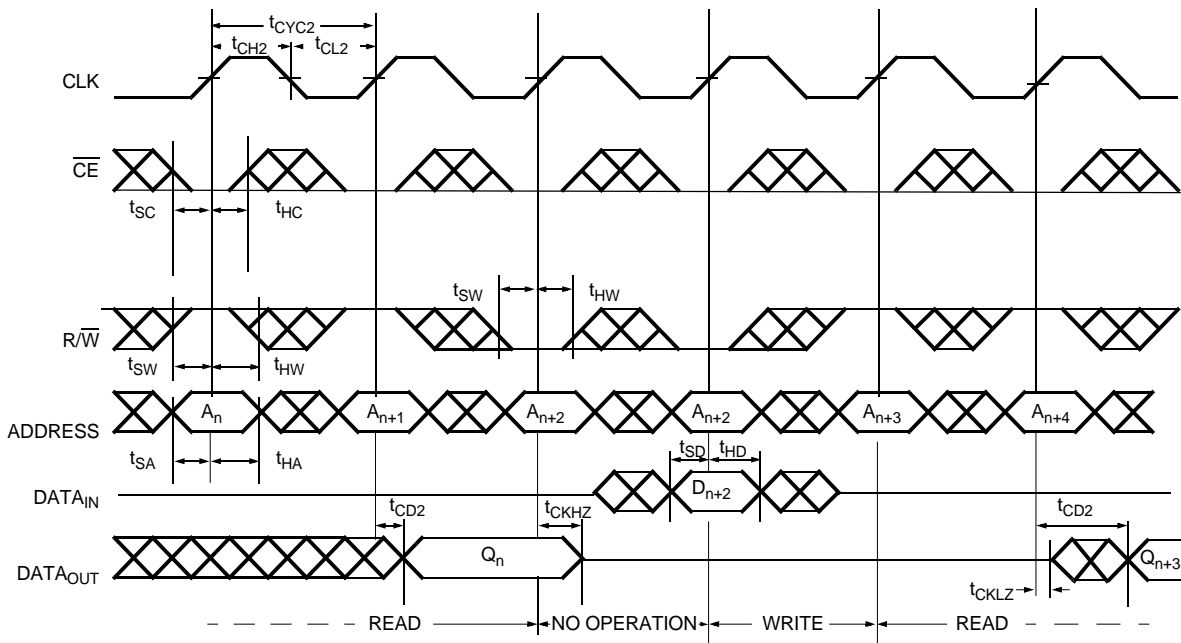 tCYC2
tCH2 tCL2
CLK
CE
tSC tHC
tSW tHW
R/W
tSW tHW
An An+1 An+2 An+2 An+3 An+4
ADDRESS
tSA tHA tSD tHD
DATAIN Dn+2
tCD2 tCKHZ tCD2
DATAOUT Qn Qn+3
tCKLZ
READ NO OPERATION WRITE READ